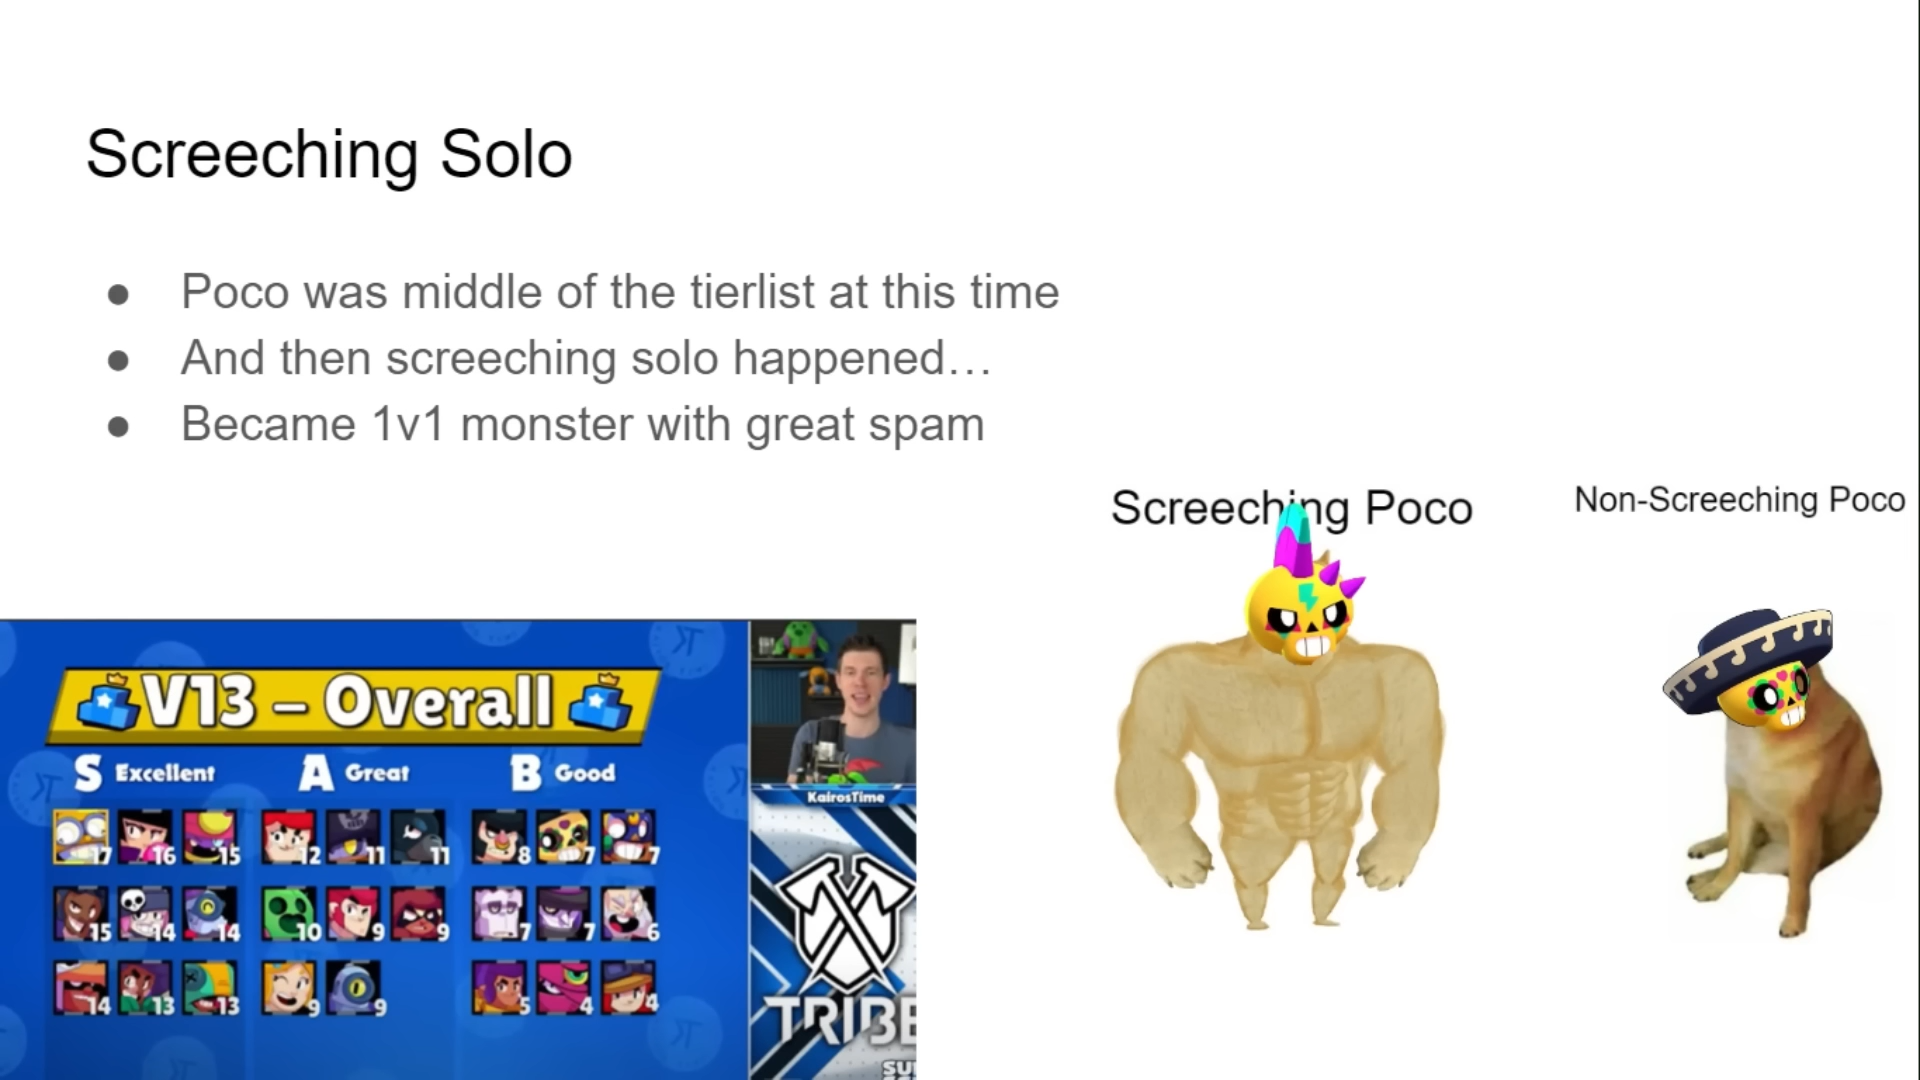 Screeching Solo
● Poco was middle of the tierlist at this time
● And then screeching solo happened…
● Became 1v1 monster with great spam
Screeching Poco
Non-Screeching Poco
V13 – Overall
S Excellent
A Great
B Good
17 16 15 12 11 11 8 7 7
15 14 14 10 9 9 7 7 6
14 13 13 9 9 5 4 4
KairosTime
TRIBE
SU